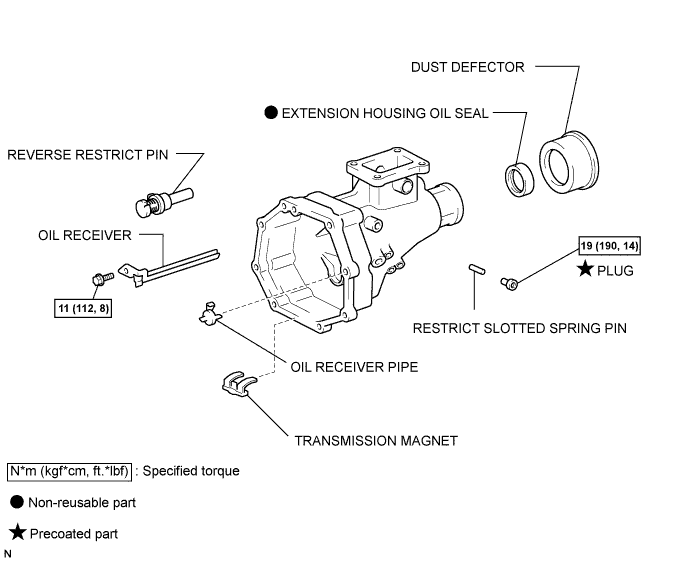 DUST DEFECTOR
● EXTENSION HOUSING OIL SEAL
REVERSE RESTRICT PIN
OIL RECEIVER
19 (190, 14)
★ PLUG
11 (112, 8)
RESTRICT SLOTTED SPRING PIN
OIL RECEIVER PIPE
TRANSMISSION MAGNET
N*m (kgf*cm, ft.*lbf) : Specified torque
● Non-reusable part
★ Precoated part
N